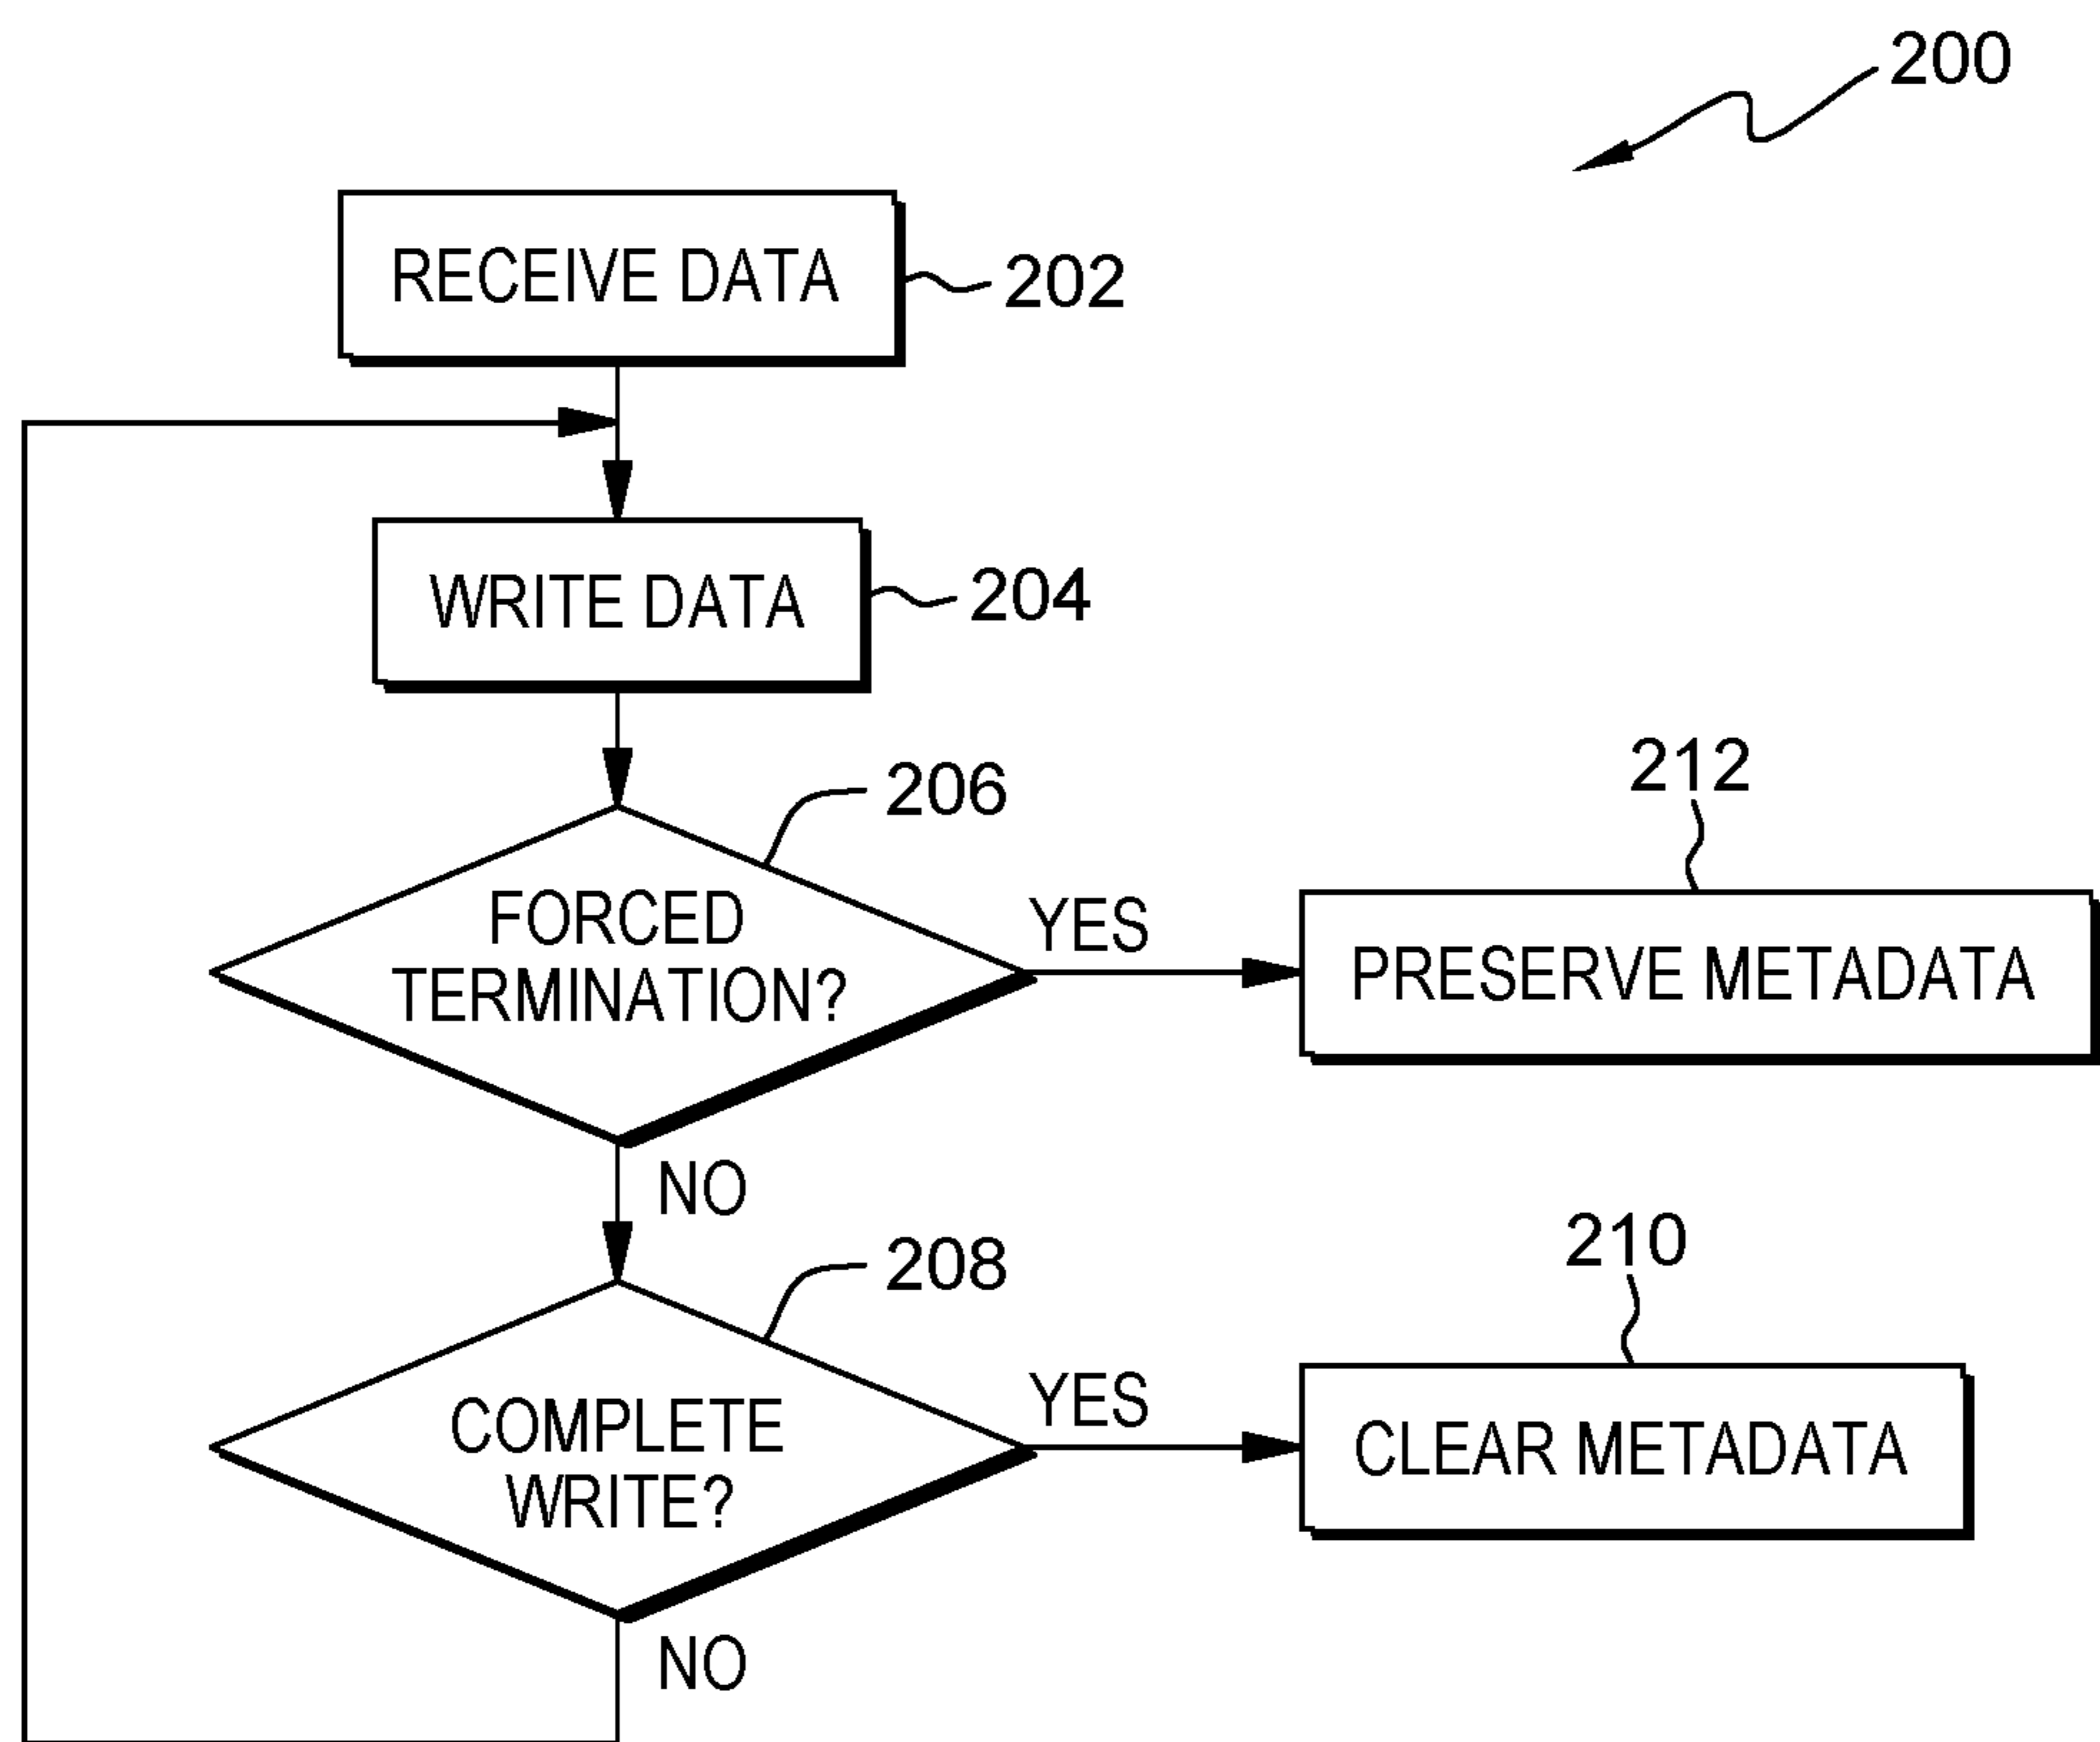 200
RECEIVE DATA
202
WRITE DATA
204
206
FORCED
TERMINATION?
YES
212
PRESERVE METADATA
NO
208
COMPLETE
WRITE?
YES
210
CLEAR METADATA
NO